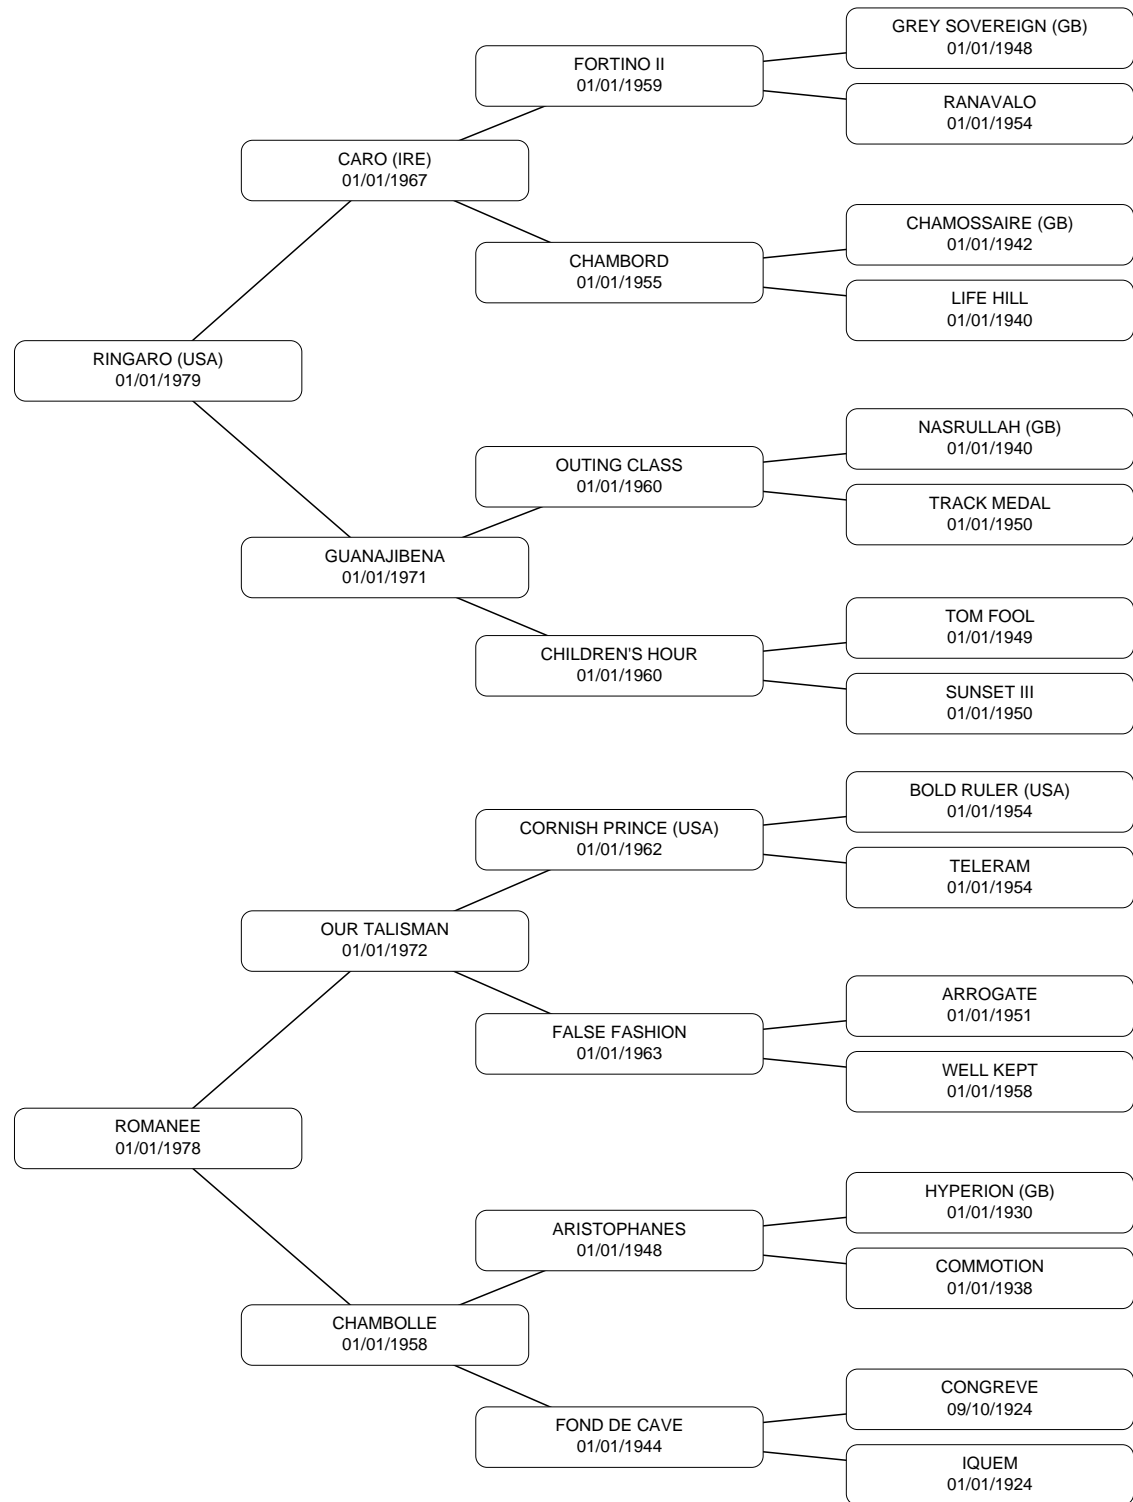 GREY SOVEREIGN (GB)
01/01/1948
FORTINO II
01/01/1959
RANAVALO
01/01/1954
CARO (IRE)
01/01/1967
CHAMOSSAIRE (GB)
01/01/1942
CHAMBORD
01/01/1955
LIFE HILL
01/01/1940
RINGARO (USA)
01/01/1979
NASRULLAH (GB)
01/01/1940
OUTING CLASS
01/01/1960
TRACK MEDAL
01/01/1950
GUANAJIBENA
01/01/1971
TOM FOOL
01/01/1949
CHILDREN'S HOUR
01/01/1960
SUNSET III
01/01/1950
BOLD RULER (USA)
01/01/1954
CORNISH PRINCE (USA)
01/01/1962
TELERAM
01/01/1954
OUR TALISMAN
01/01/1972
ARROGATE
01/01/1951
FALSE FASHION
01/01/1963
WELL KEPT
01/01/1958
ROMANEE
01/01/1978
HYPERION (GB)
01/01/1930
ARISTOPHANES
01/01/1948
COMMOTION
01/01/1938
CHAMBOLLE
01/01/1958
CONGREVE
09/10/1924
FOND DE CAVE
01/01/1944
IQUEM
01/01/1924